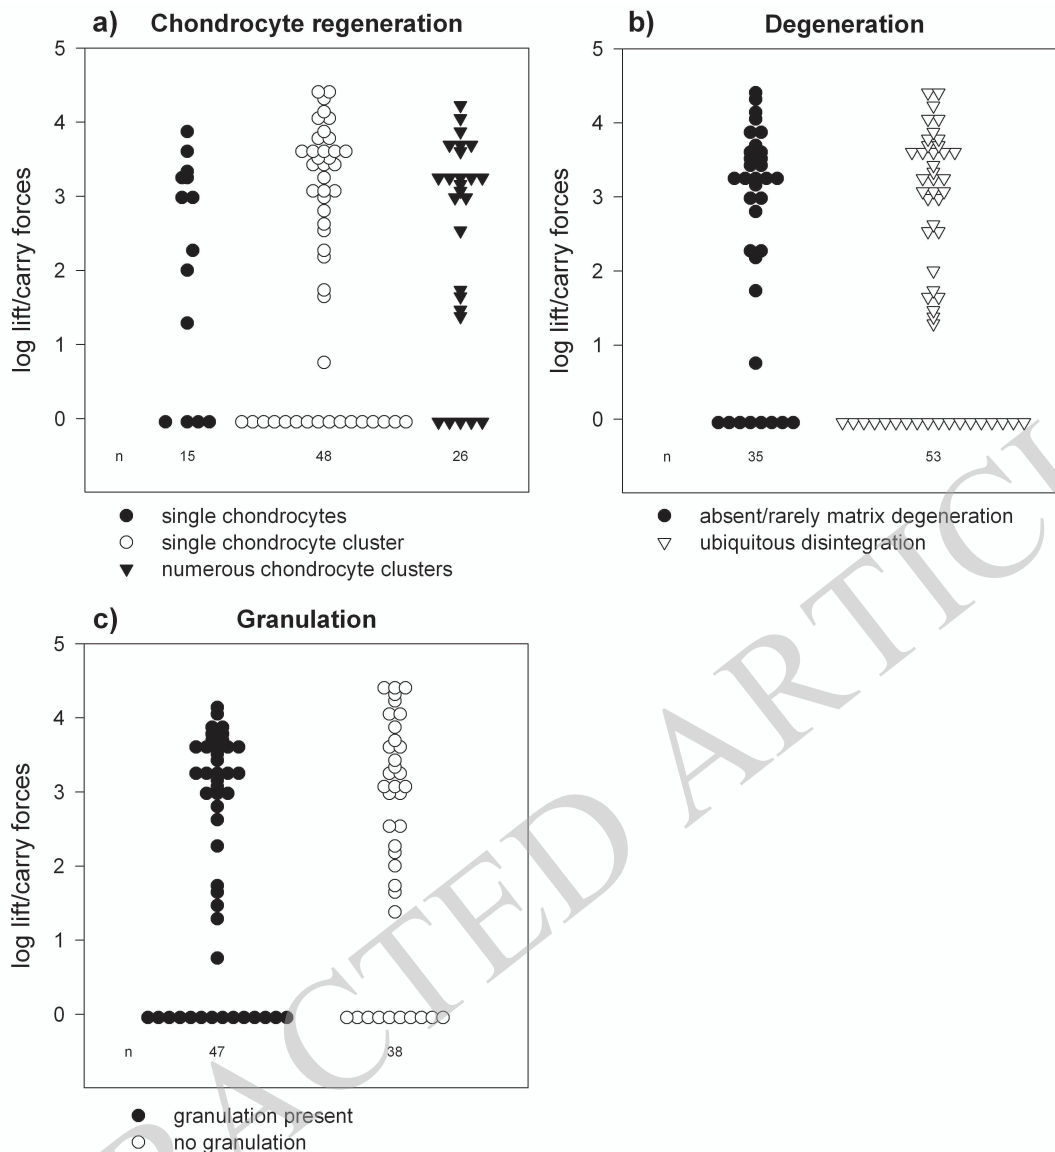 a) Chondrocyte regeneration
5
4
3
2
1
0
log lift/carry forces
n 15 48 26
single chondrocytes
single chondrocyte cluster
numerous chondrocyte clusters
b) Degeneration
5
4
3
2
1
0
log lift/carry forces
n 35 53
absent/rarely matrix degeneration
ubiquitous disintegration
c) Granulation
5
4
3
2
1
0
log lift/carry forces
n 47 38
granulation present
no granulation
RACTED ARTICL